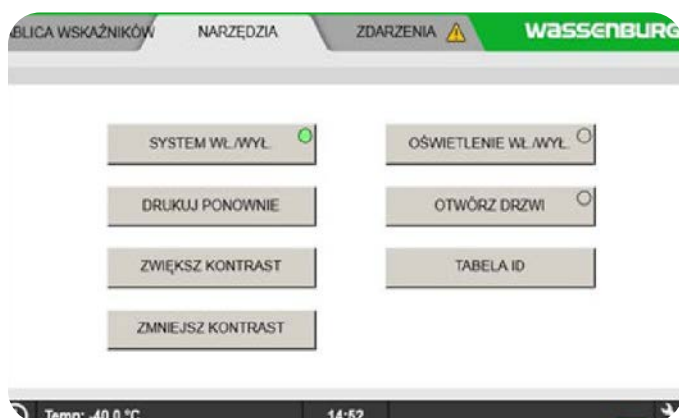 BLICA WSKAŹNIKÓW NARZĘDZIA ZDARZENIA WASSENBURG
SYSTEM WŁ./WYŁ. OŚWIETLENIE WŁ./WYŁ.
DRUKUJ PONOWNIE OTWÓRZ DRZWI
ZWIĘKSZ KONTRAST TABELA ID
ZMNIEJSZ KONTRAST
Temp: -40.0 °C 14:52